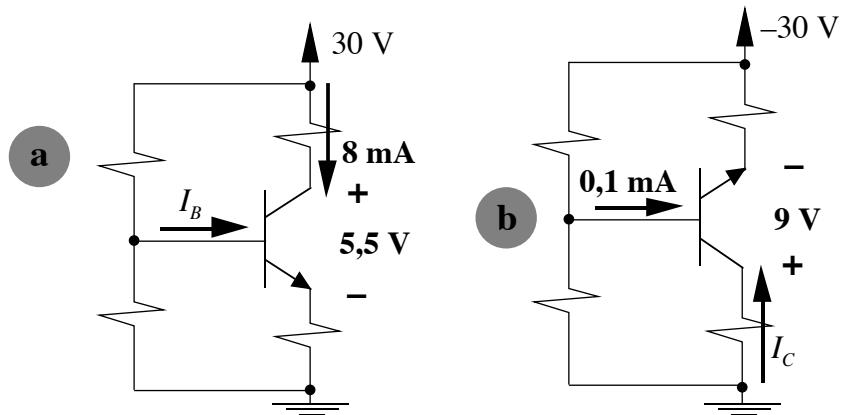 30 V
a
8 mA
+
I_B
5,5 V
–
–30 V
0,1 mA
–
b
9 V
+
I_C